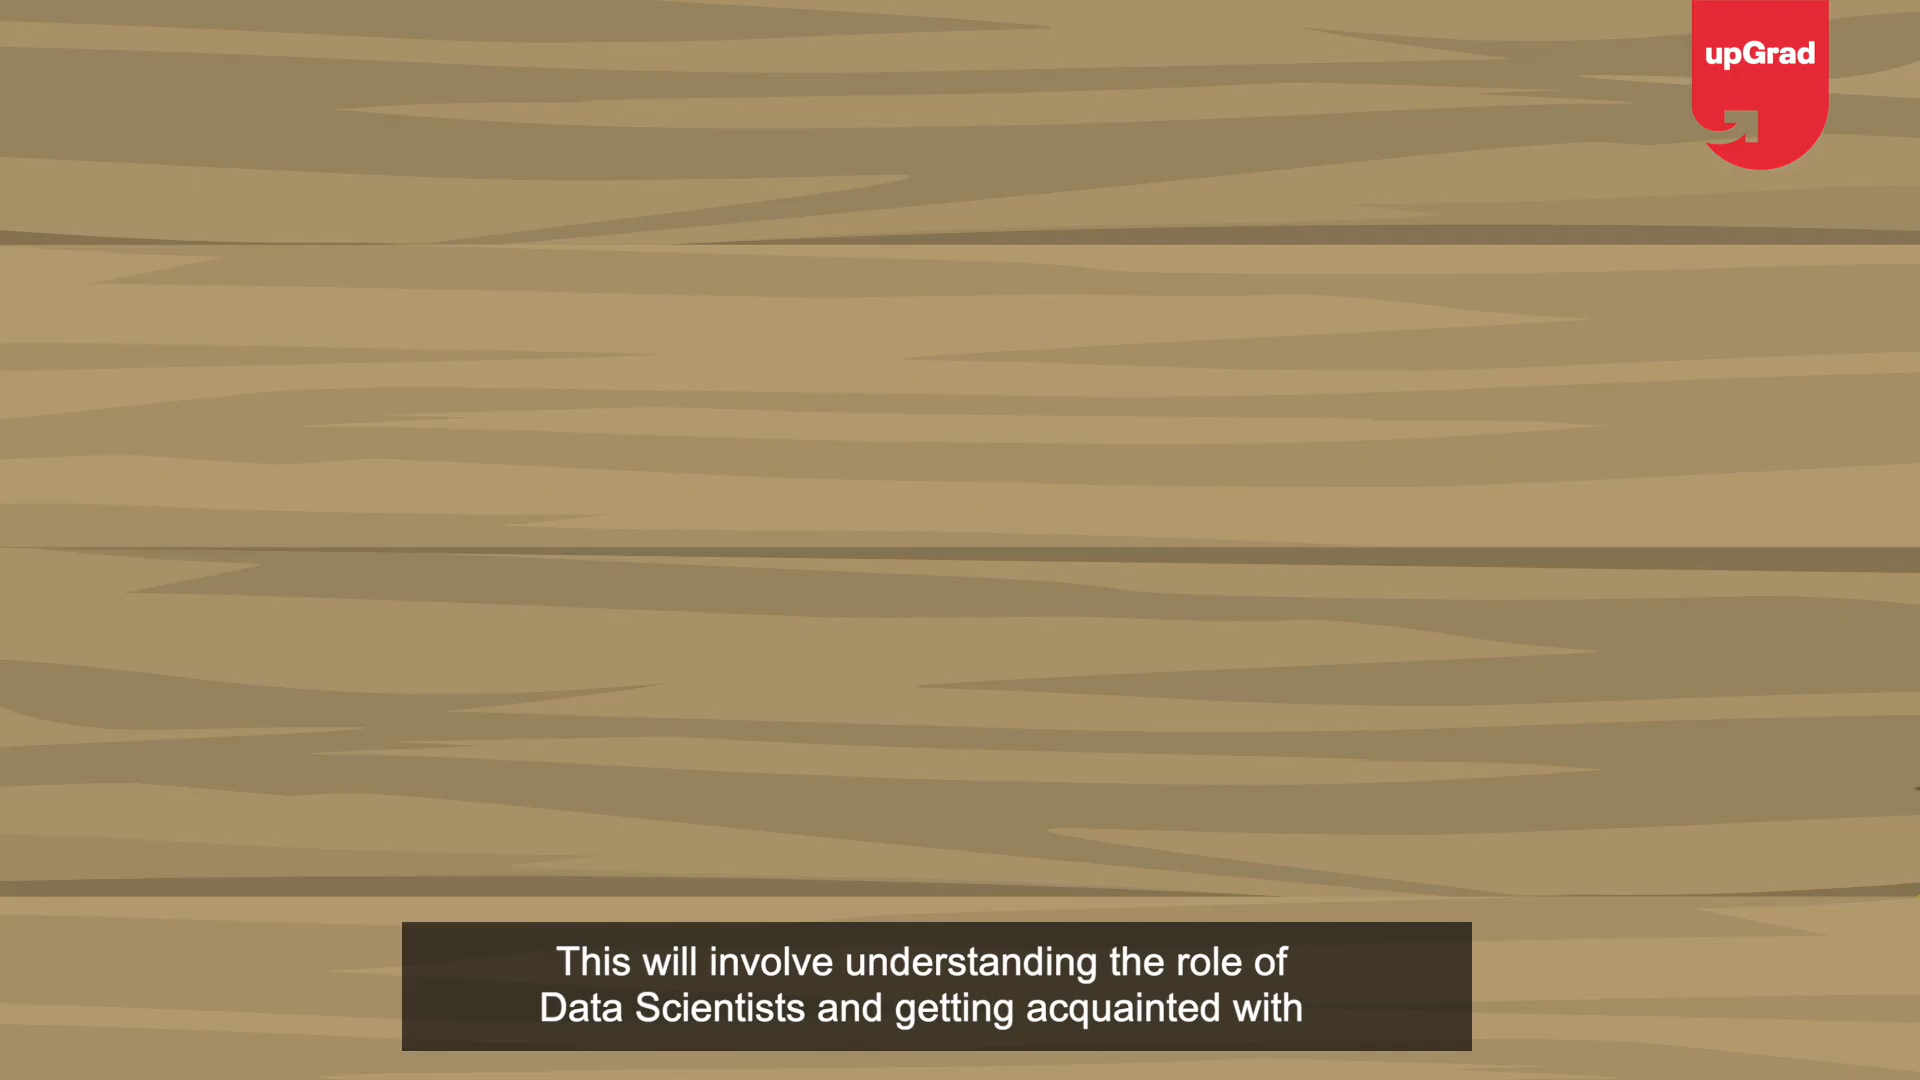 upGrad
This will involve understanding the role of
Data Scientists and getting acquainted with